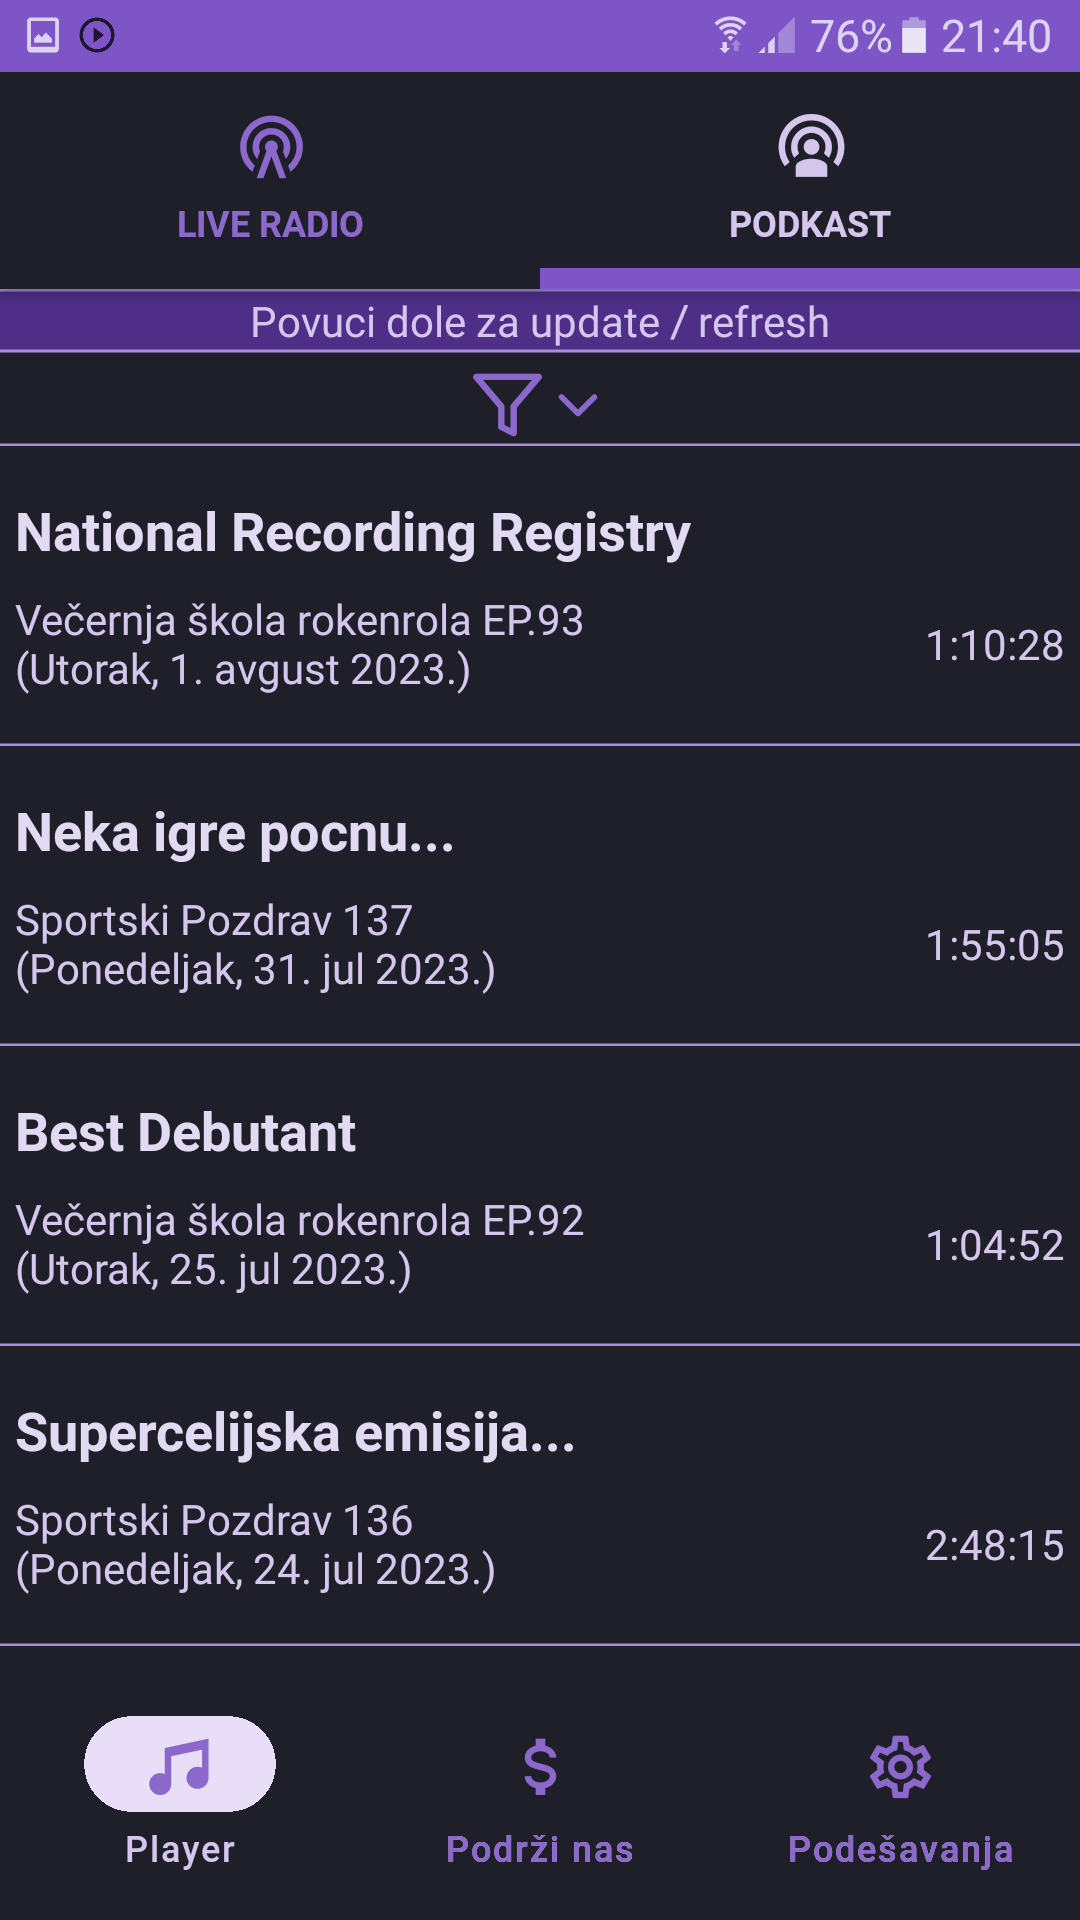 76% 21:40
LIVE RADIO
PODKAST
Povuci dole za update / refresh
National Recording Registry
Večernja škola rokenrola EP.93
(Utorak, 1. avgust 2023.)
1:10:28
Neka igre pocnu...
Sportski Pozdrav 137
(Ponedeljak, 31. jul 2023.)
1:55:05
Best Debutant
Večernja škola rokenrola EP.92
(Utorak, 25. jul 2023.)
1:04:52
Supercelijska emisija...
Sportski Pozdrav 136
(Ponedeljak, 24. jul 2023.)
2:48:15
Player
Podrži nas
Podešavanja